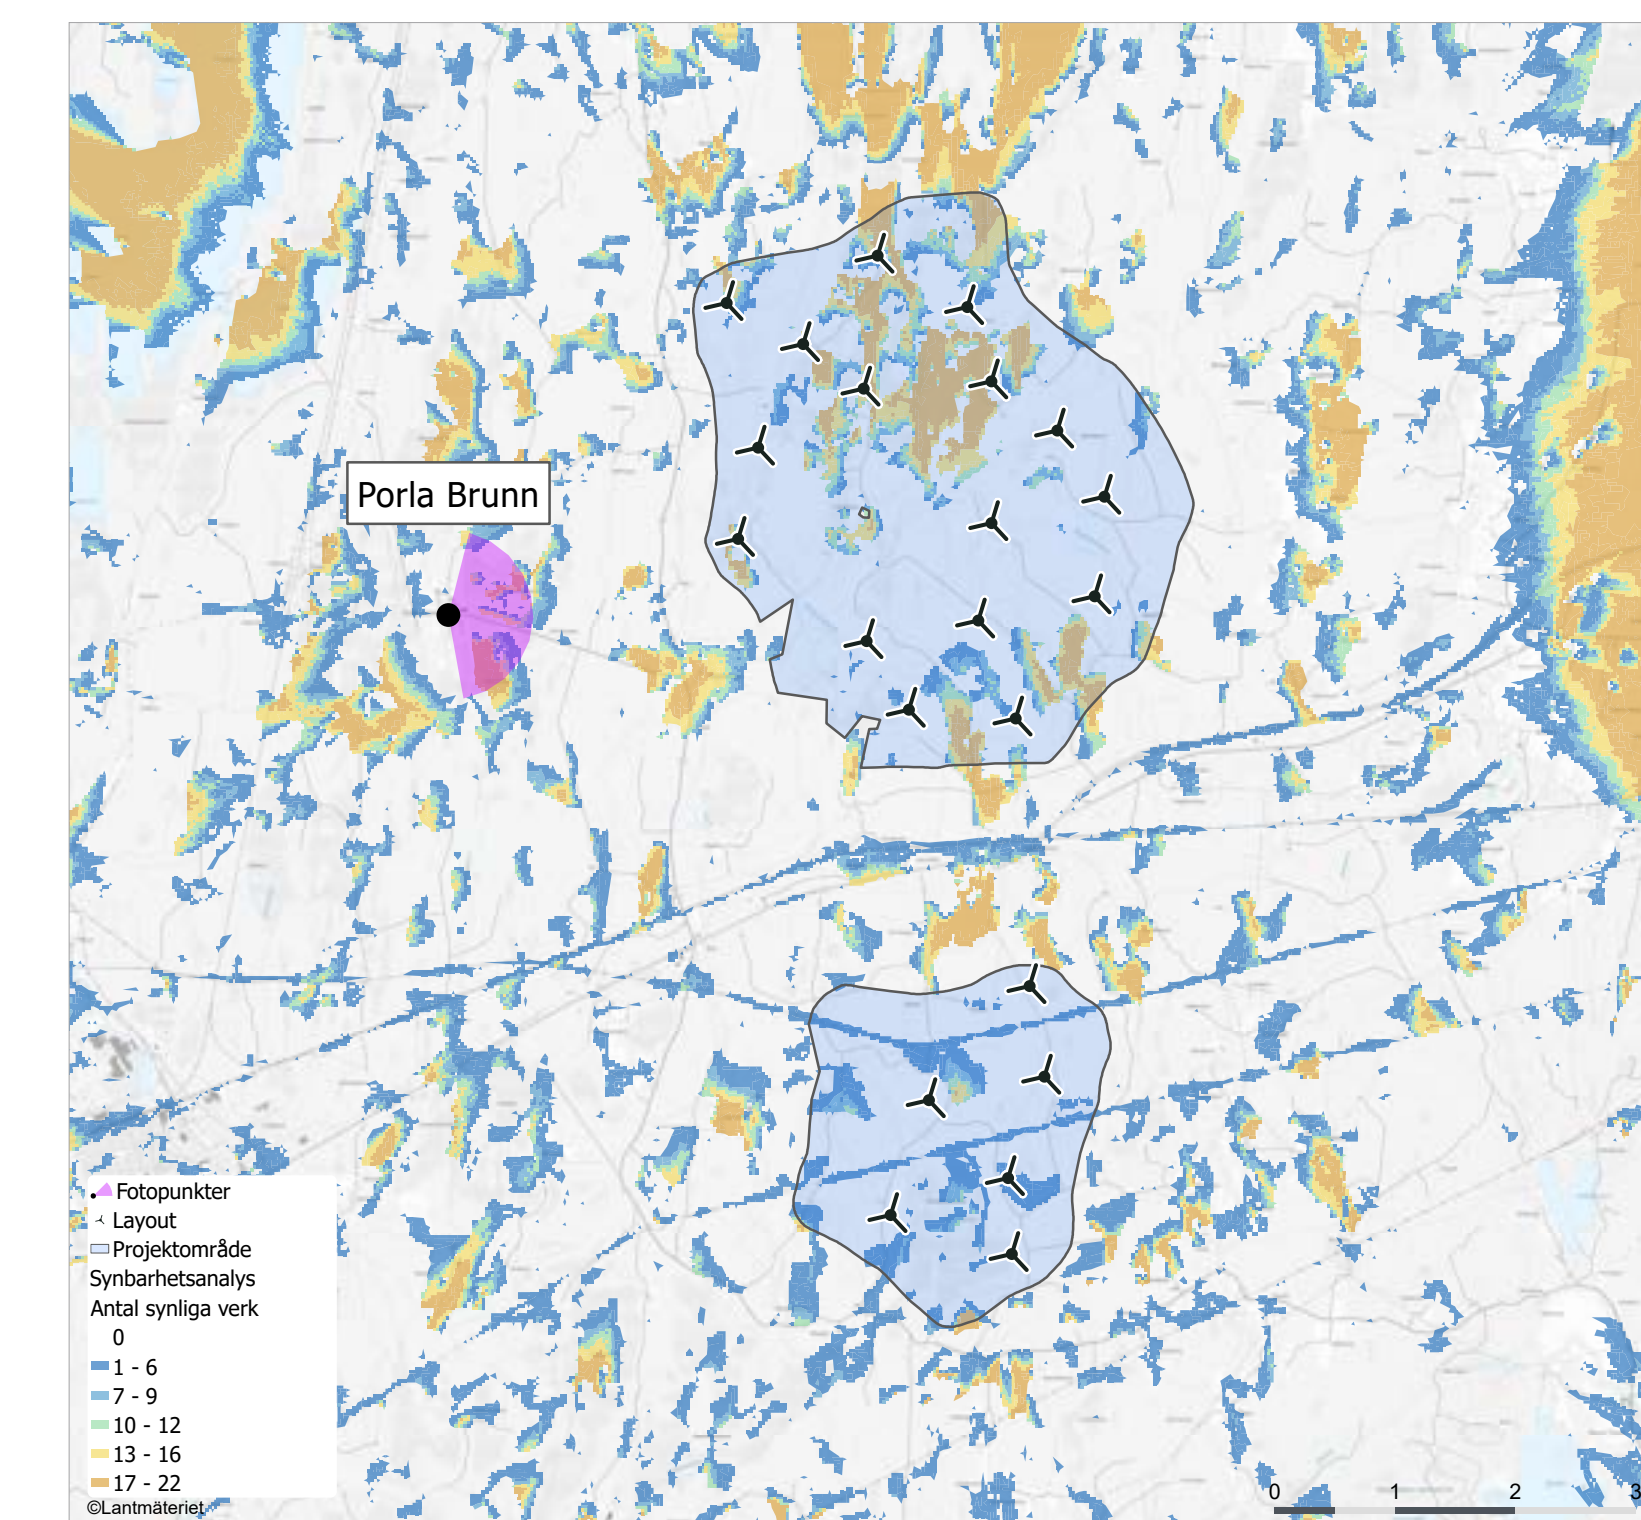 Porla Brunn
Fotopunkter
Layout
Projektområde
Synbarhetsanalys
Antal synliga verk
0
1 - 6
7 - 9
10 - 12
13 - 16
17 - 22
©Lantmäteriet
0 1 2 3